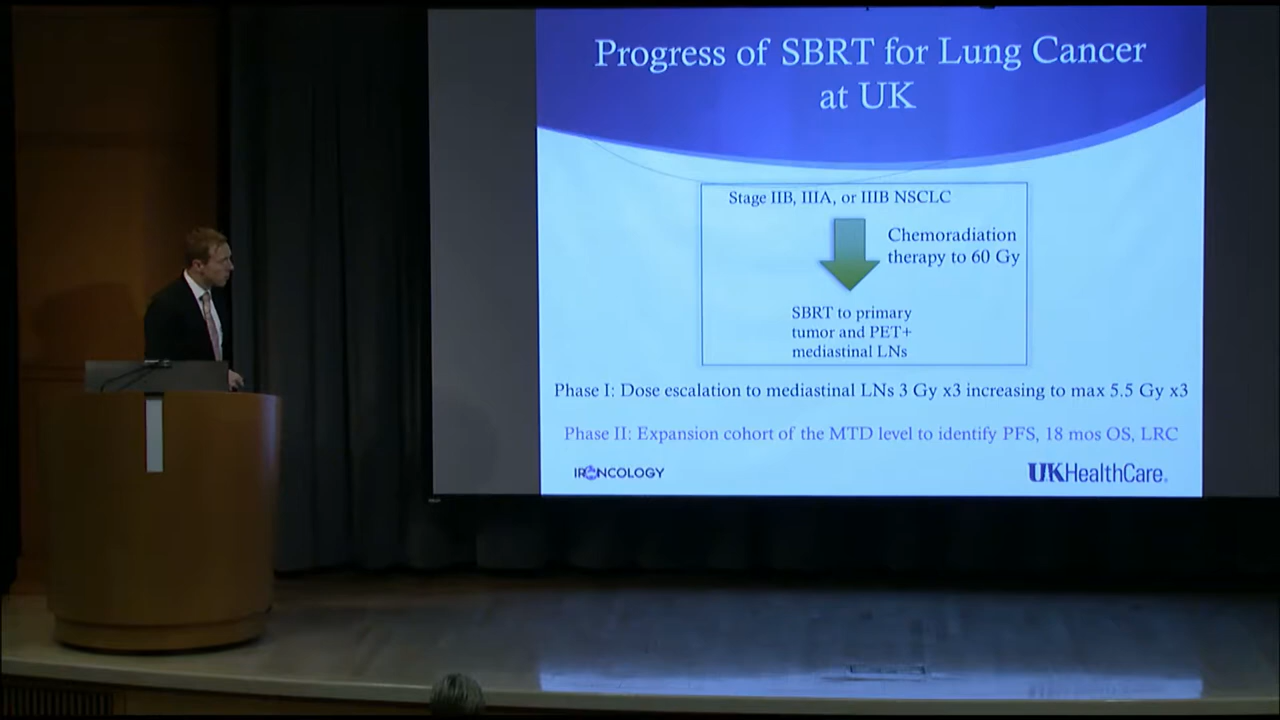 Progress of SBRT for Lung Cancer
at UK
Stage IIB, IIIA, or IIIB NSCLC
Chemoradiation
therapy to 60 Gy
SBRT to primary
tumor and PET+
mediastinal LNs
Phase I: Dose escalation to mediastinal LNs 3 Gy x3 increasing to max 5.5 Gy x3
Phase II: Expansion cohort of the MTD level to identify PFS, 18 mos OS, LRC
IRONCOLOGY
UKHealthCare.